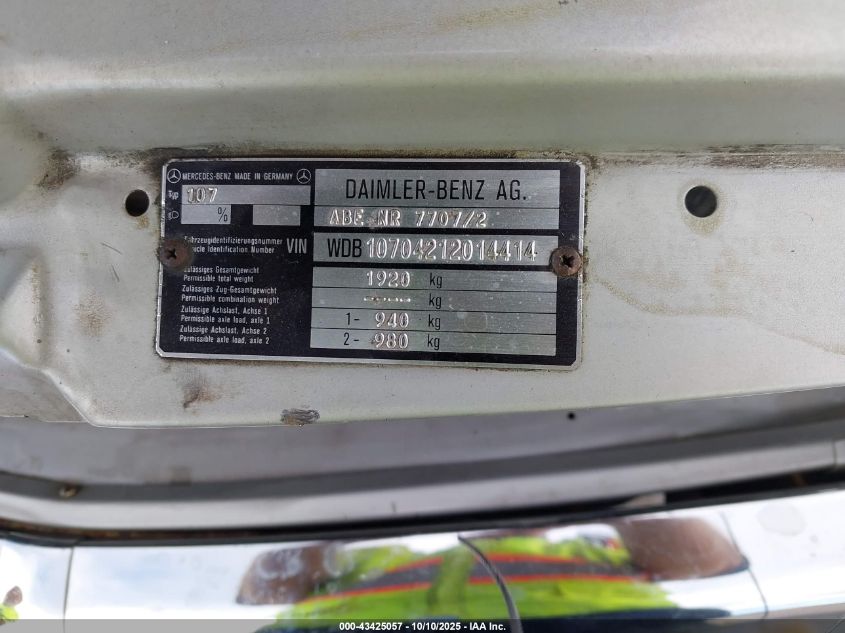 MERCEDES-BENZ MADE IN GERMANY
Typ 107
%
DAIMLER-BENZ AG.
ABE-NR 7707/2
Fahrzeugidentifizierungsnummer
Vehicle Identification Number VIN WDB 10704212014414
Zulässiges Gesamtgewicht
Permissible total weight 1920 kg
Zulässiges Zug-Gesamtgewicht
Permissible combination weight ---- kg
Zulässige Achslast, Achse 1
Permissible axle load, axle 1 1- 940 kg
Zulässige Achslast, Achse 2
Permissible axle load, axle 2 2- 980 kg
000-43425057 - 10/10/2025 - IAA Inc.